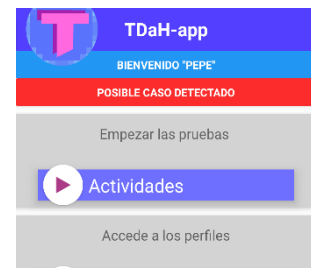 TDaH-app
BIENVENIDO "PEPE"
POSIBLE CASO DETECTADO
Empezar las pruebas
Actividades
Accede a los perfiles